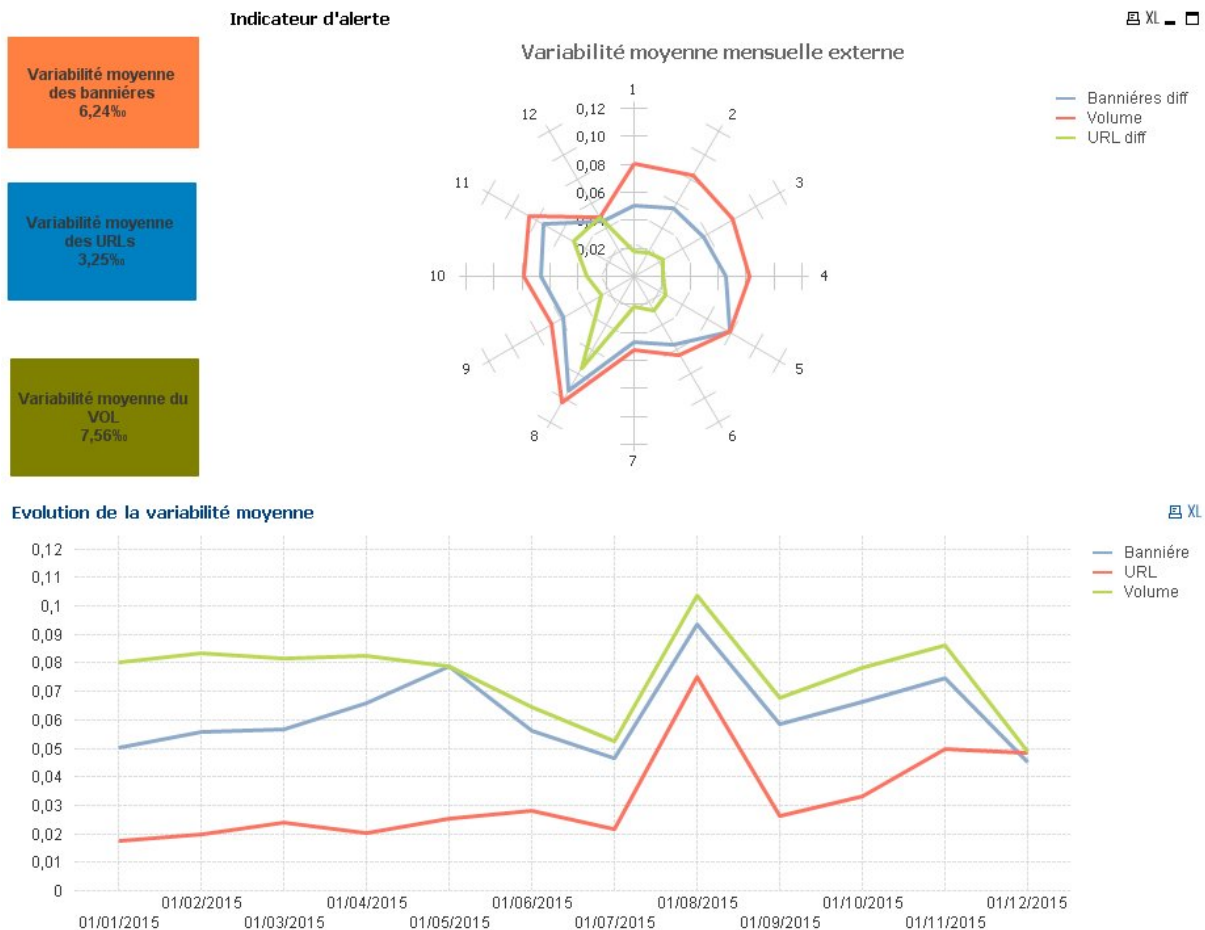 Indicateur d'alerte
XL
Variabilité moyenne
des banniéres
6,24‰
Variabilité moyenne
des URLs
3,25‰
Variabilité moyenne du
VOL
7,56‰
Variabilité moyenne mensuelle externe
Banniéres diff
Volume
URL diff
0,12
0,10
0,08
0,06
0,02
1
2
3
4
5
6
7
8
9
10
11
12
Evolution de la variabilité moyenne
XL
Banniére
URL
Volume
0,12
0,11
0,1
0,09
0,08
0,07
0,06
0,05
0,04
0,03
0,02
0,01
0
01/01/2015
01/02/2015
01/03/2015
01/04/2015
01/05/2015
01/06/2015
01/07/2015
01/08/2015
01/09/2015
01/10/2015
01/11/2015
01/12/2015